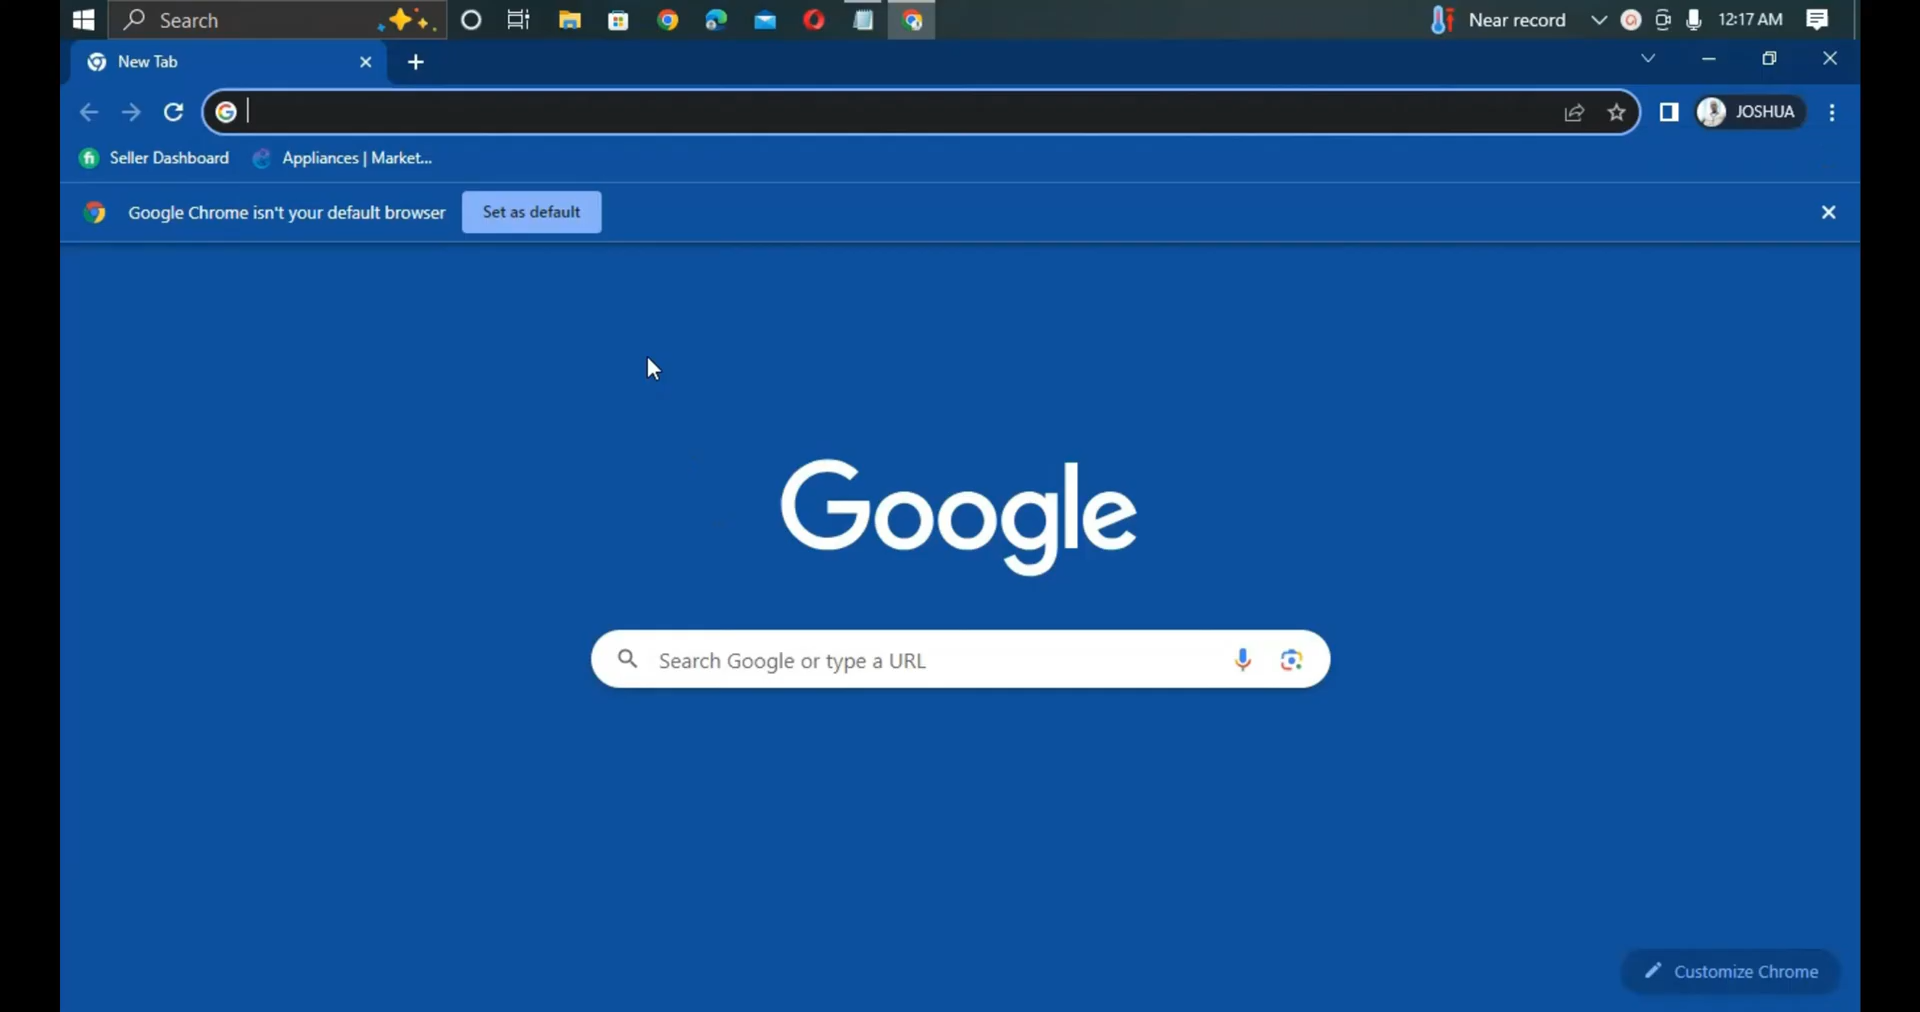 Search
Near record
12:17 AM
New Tab
JOSHUA
Seller Dashboard
Appliances | Market...
Google Chrome isn't your default browser
Set as default
Google
Search Google or type a URL
Customize Chrome